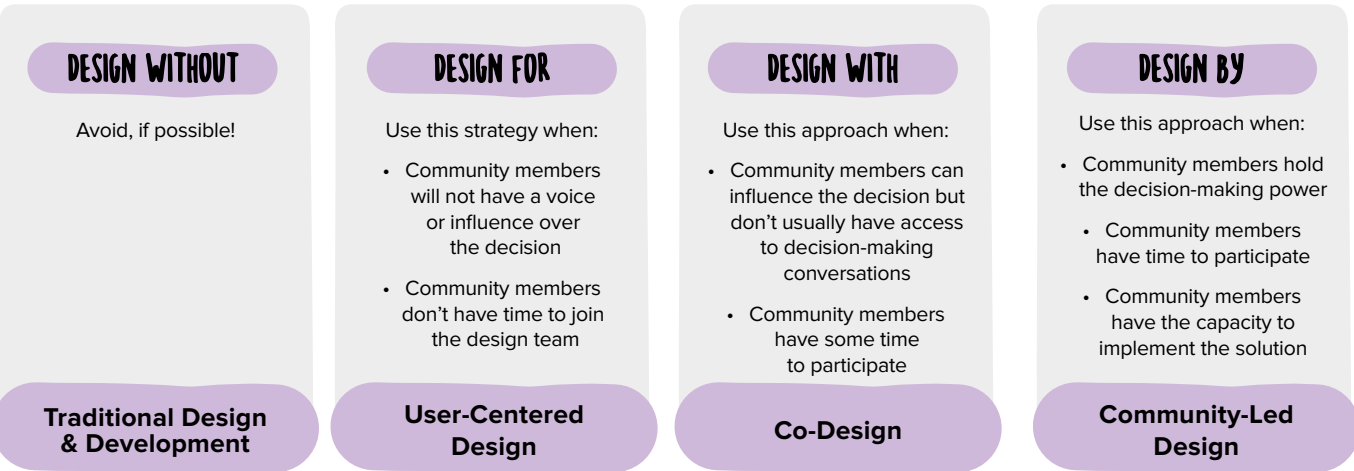 DESIGN WITHOUT
Avoid, if possible!
Traditional Design
& Development
DESIGN FOR
Use this strategy when:
• Community members
will not have a voice
or influence over
the decision
• Community members
don't have time to join
the design team
User-Centered
Design
DESIGN WITH
Use this approach when:
• Community members can
influence the decision but
don't usually have access
to decision-making
conversations
• Community members
have some time
to participate
Co-Design
DESIGN BY
Use this approach when:
• Community members hold
the decision-making power
• Community members
have time to participate
• Community members
have the capacity to
implement the solution
Community-Led
Design